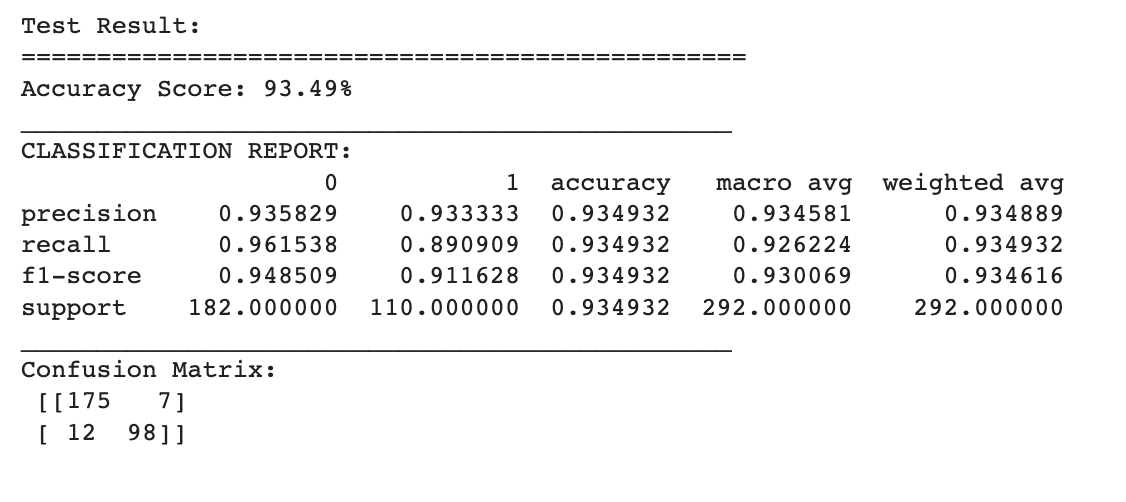 Test Result:
================================================
Accuracy Score: 93.49%
_______________________________________________
CLASSIFICATION REPORT:
                    0           1  accuracy   macro avg  weighted avg
precision    0.935829    0.933333  0.934932    0.934581      0.934889
recall       0.961538    0.890909  0.934932    0.926224      0.934932
f1-score     0.948509    0.911628  0.934932    0.930069      0.934616
support    182.000000  110.000000  0.934932  292.000000    292.000000
_______________________________________________
Confusion Matrix:
 [[175   7]
 [ 12  98]]